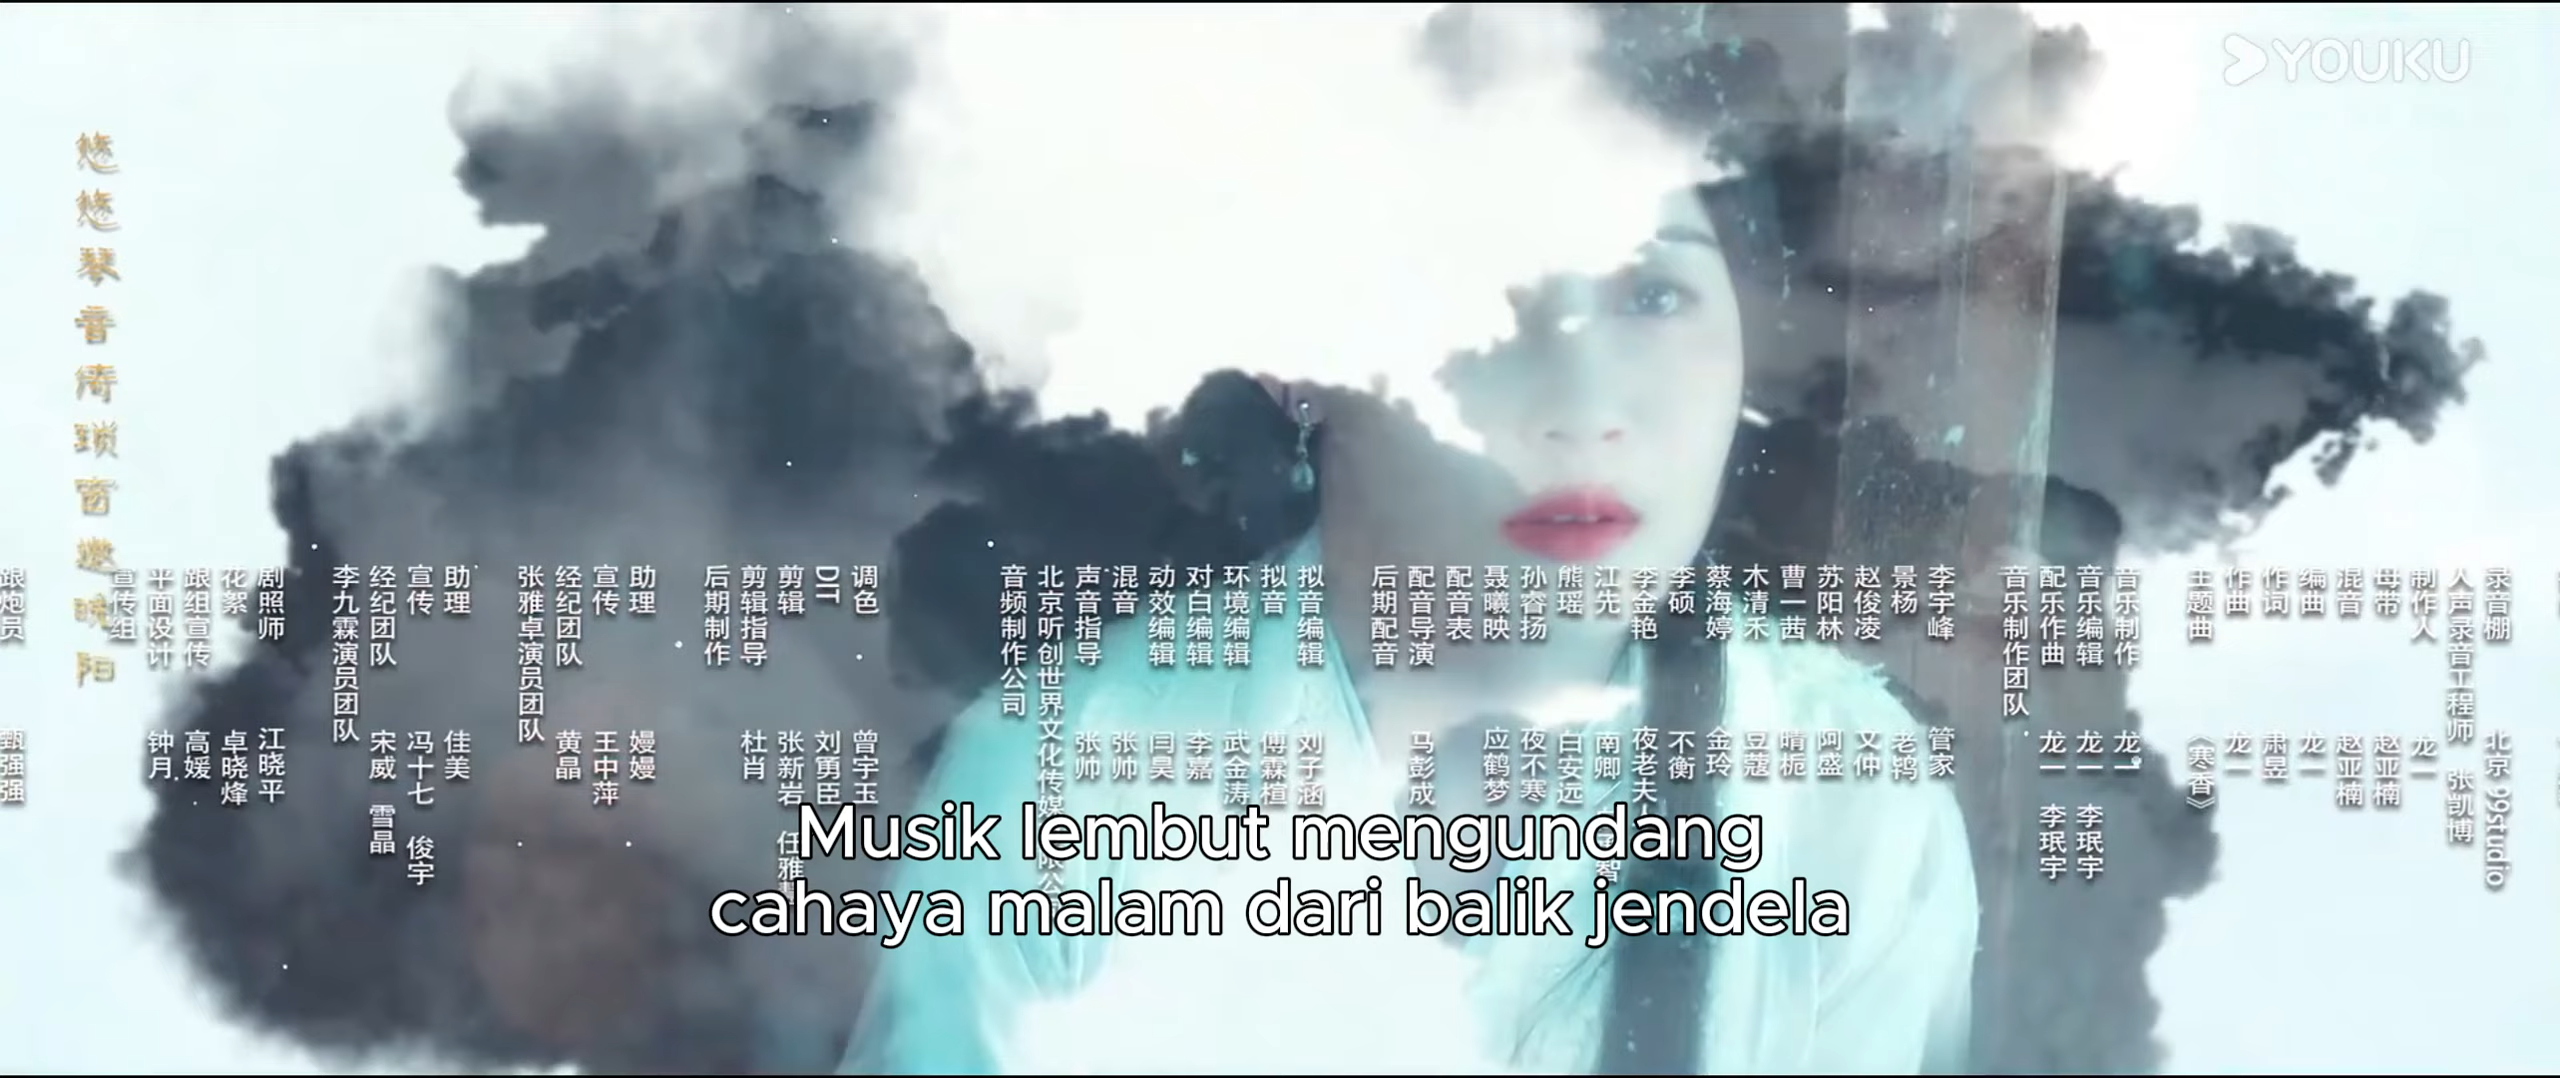 YOUKU
悠悠琴音绮琐窗邀晚阳
录音棚 北京 99studio
人声录音工程师 张凯博
制作人 龙一
母带 赵亚楠
混音 赵亚楠
编曲 龙一
作词 肃昱
作曲 龙一
主题曲 《寒香》
音乐制作 龙一
音乐编辑 龙一 李珉宇
配乐作曲 龙一 李珉宇
音乐制作团队
李宇峰 管家
景杨 老鸨
赵俊凌 文仲
苏阳林 阿盛
曹一茜 晴栀
木清禾 豆蔻
蔡海婷 金玲
李硕 不衡
李金艳 夜老夫人
江先 南卿／
熊瑶 白安远
孙睿扬 夜不寒
聂曦映 应鹤梦
配音表
配音导演 马彭成
后期配音
拟音编辑 刘子涵
拟音 傅霖楦
环境编辑 武金涛
对白编辑 李嘉
动效编辑 闫昊
混音 张帅
声音指导 张帅
北京听创世界文化传媒有限公司
音频制作公司
调色 曾宇玉
DIT 刘勇臣
剪辑 张新岩 任雅
剪辑指导 杜肖
后期制作
助理 嫚嫚
宣传 王中萍
经纪团队 黄晶
张雅卓演员团队
助理 佳美
宣传 冯十七 俊宇
经纪团队 宋威 雪晶
李九霖演员团队
剧照师 江晓平
花絮 卓晓烽
跟组宣传 高媛
平面设计 钟月
宣传组
跟炮员 甄强强
Musik lembut mengundang
cahaya malam dari balik jendela